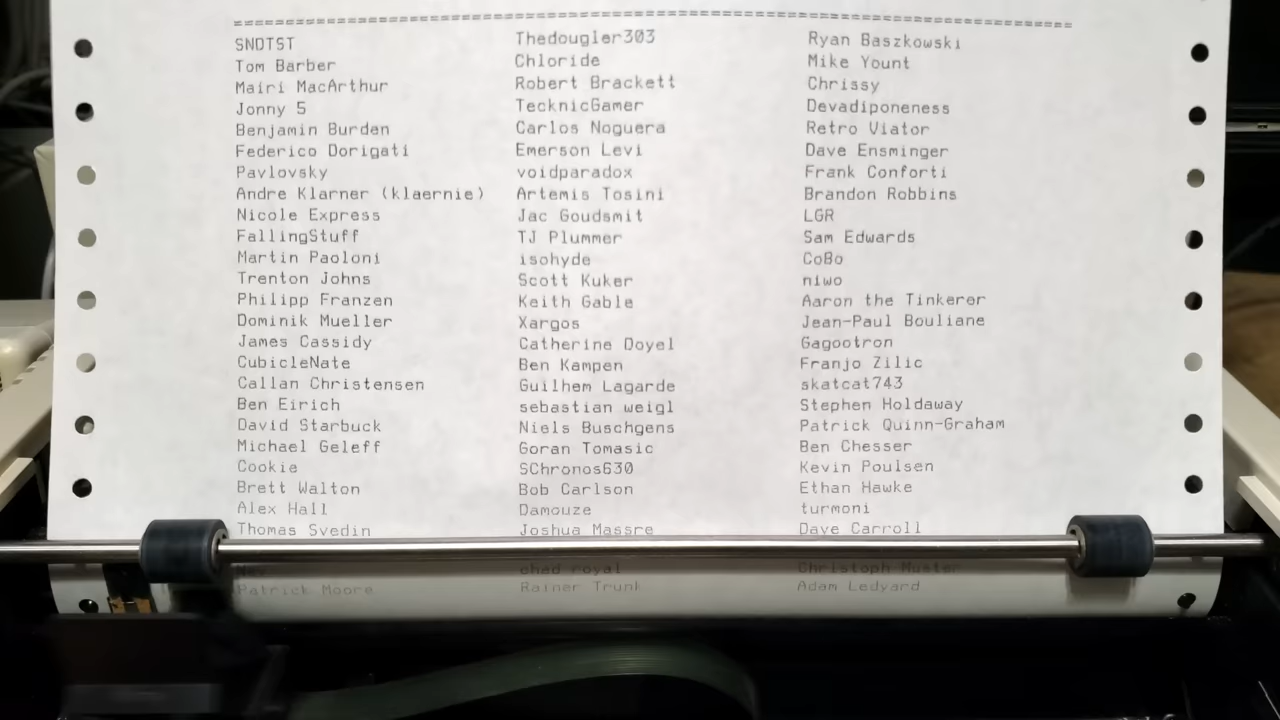 ================================================================================
SNDTST Thedougler303 Ryan Baszkowski
Tom Barber Chloride Mike Yount
Mairi MacArthur Robert Brackett Chrissy
Jonny 5 TecknicGamer Devadiponeness
Benjamin Burden Carlos Noguera Retro Viator
Federico Dorigati Emerson Levi Dave Ensminger
Pavlovsky voidparadox Frank Conforti
Andre Klarner (klaernie) Artemis Tosini Brandon Robbins
Nicole Express Jac Goudsmit LGR
FallingStuff TJ Plummer Sam Edwards
Martin Paoloni isohyde CoBo
Trenton Johns Scott Kuker niwo
Philipp Franzen Keith Gable Aaron the Tinkerer
Dominik Mueller Xargos Jean-Paul Bouliane
James Cassidy Catherine Doyel Gagootron
CubicleNate Ben Kampen Franjo Zilic
Callan Christensen Guilhem Lagarde skatcat743
Ben Eirich sebastian weigl Stephen Holdaway
David Starbuck Niels Buschgens Patrick Quinn-Graham
Michael Geleff Goran Tomasic Ben Chesser
Cookie SChronos630 Kevin Poulsen
Brett Walton Bob Carlson Ethan Hawke
Alex Hall Damouze turmoni
Thomas Svedin Joshua Massre Dave Carroll
chad royal Christoph Muster
Patrick Moore Rainer Trunk Adam Ledyard